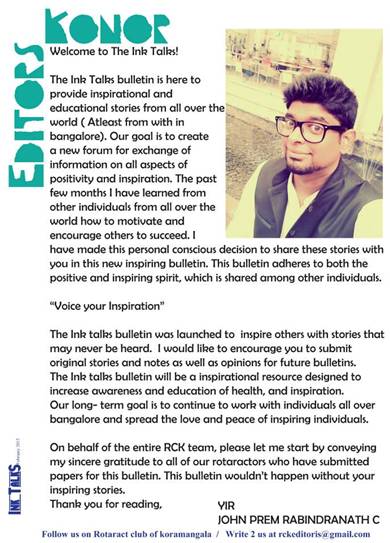 EDITORS
KONOR
Welcome to The Ink Talks!
The Ink Talks bulletin is here to
provide inspirational and
educational stories from all over the
world ( Atleast from with in
bangalore). Our goal is to create
a new forum for exchange of
information on all aspects of
positivity and inspiration. The past
few months I have learned from
other individuals from all over the
world how to motivate and
encourage others to succeed. I
have made this personal conscious decision to share these stories with
you in this new inspiring bulletin. This bulletin adheres to both the
positive and inspiring spirit, which is shared among other individuals.
“Voice your Inspiration”
The Ink talks bulletin was launched to inspire others with stories that
may never be heard. I would like to encourage you to submit
original stories and notes as well as opinions for future bulletins.
The Ink talks bulletin will be a inspirational resource designed to
increase awareness and education of health, and inspiration.
Our long- term goal is to continue to work with individuals all over
bangalore and spread the love and peace of inspiring individuals.
On behalf of the entire RCK team, please let me start by conveying
my sincere gratitude to all of our rotaractors who have submitted
papers for this bulletin. This bulletin wouldn't happen without your
inspiring stories.
Thank you for reading,
YIR
JOHN PREM RABINDRANATH C
INK TALKS
Follow us on Rotaract club of koramangala / Write 2 us at rckeditoris@gmail.com